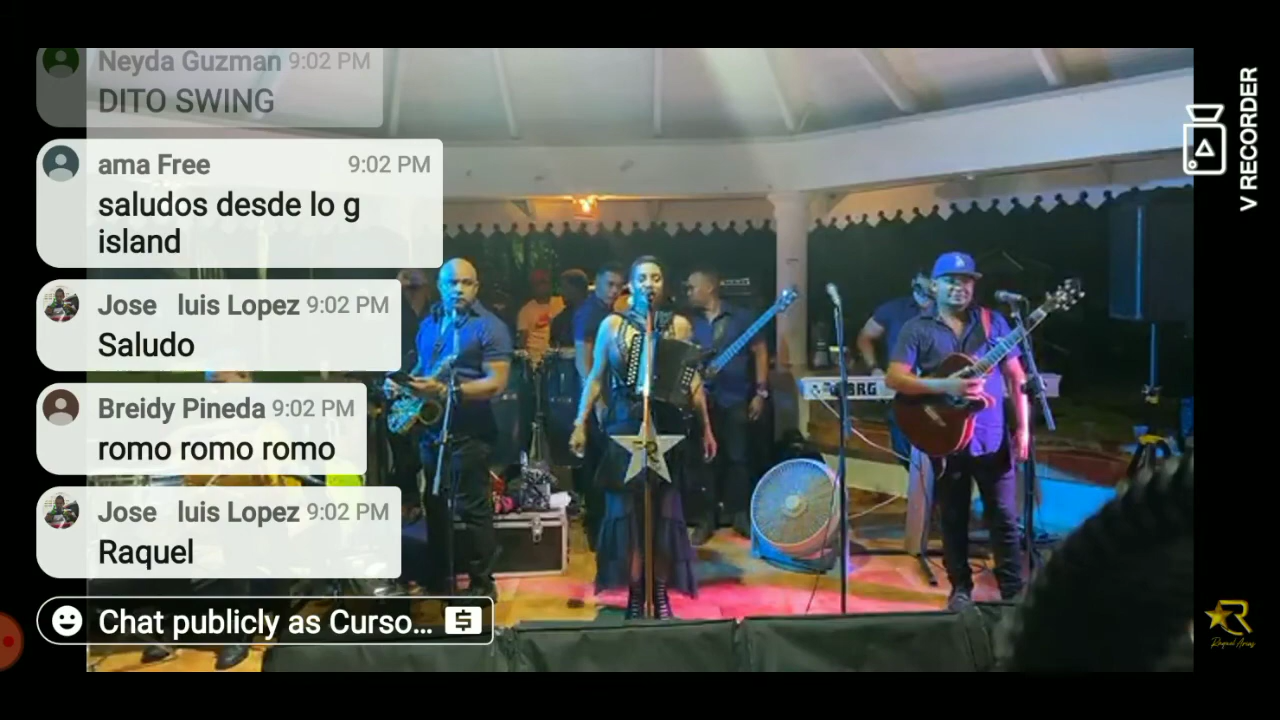 Neyda Guzman 9:02 PM
DITO SWING
ama Free 9:02 PM
saludos desde lo g
island
Jose luis Lopez 9:02 PM
Saludo
Breidy Pineda 9:02 PM
romo romo romo
Jose luis Lopez 9:02 PM
Raquel
Chat publicly as Curso...
V RECORDER
KORG
R
R
Raquel Arias